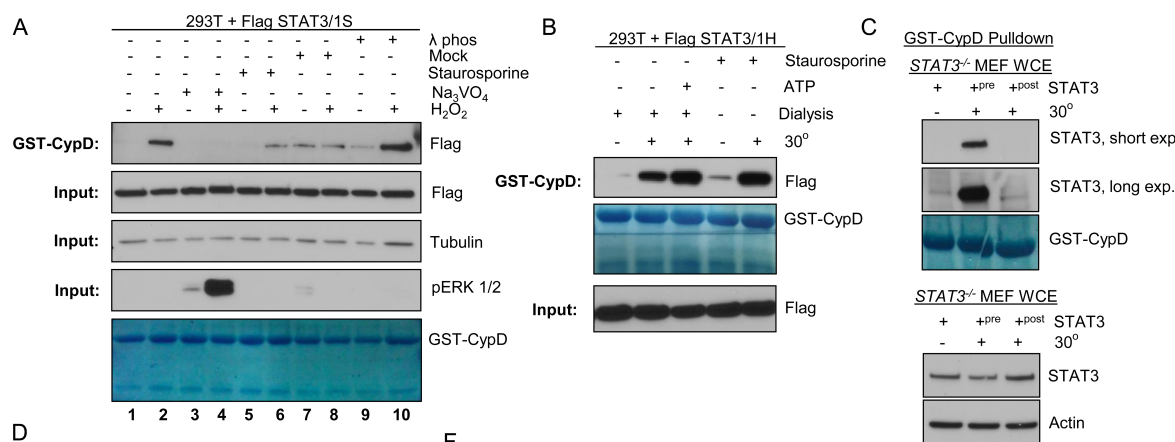 A
293T + Flag STAT3/1S
- - - - - - - - + + λ phos
- - - - - - + + - - Mock
- - - - + + - - - - Staurosporine
- - + + - - - - - - Na3VO4
- + - + - + - + - + H2O2
GST-CypD: Flag
Input: Flag
Input: Tubulin
Input: pERK 1/2
GST-CypD
1 2 3 4 5 6 7 8 9 10
B
293T + Flag STAT3/1H
- - - + + Staurosporine
- - + - - ATP
+ + + - - Dialysis
- + + - + 30°
GST-CypD: Flag
GST-CypD
Input: Flag
C
GST-CypD Pulldown
STAT3-/- MEF WCE
+ +pre +post STAT3
- + + 30°
STAT3, short exp.
STAT3, long exp.
GST-CypD
STAT3-/- MEF WCE
+ +pre +post STAT3
- + + 30°
STAT3
Actin
D